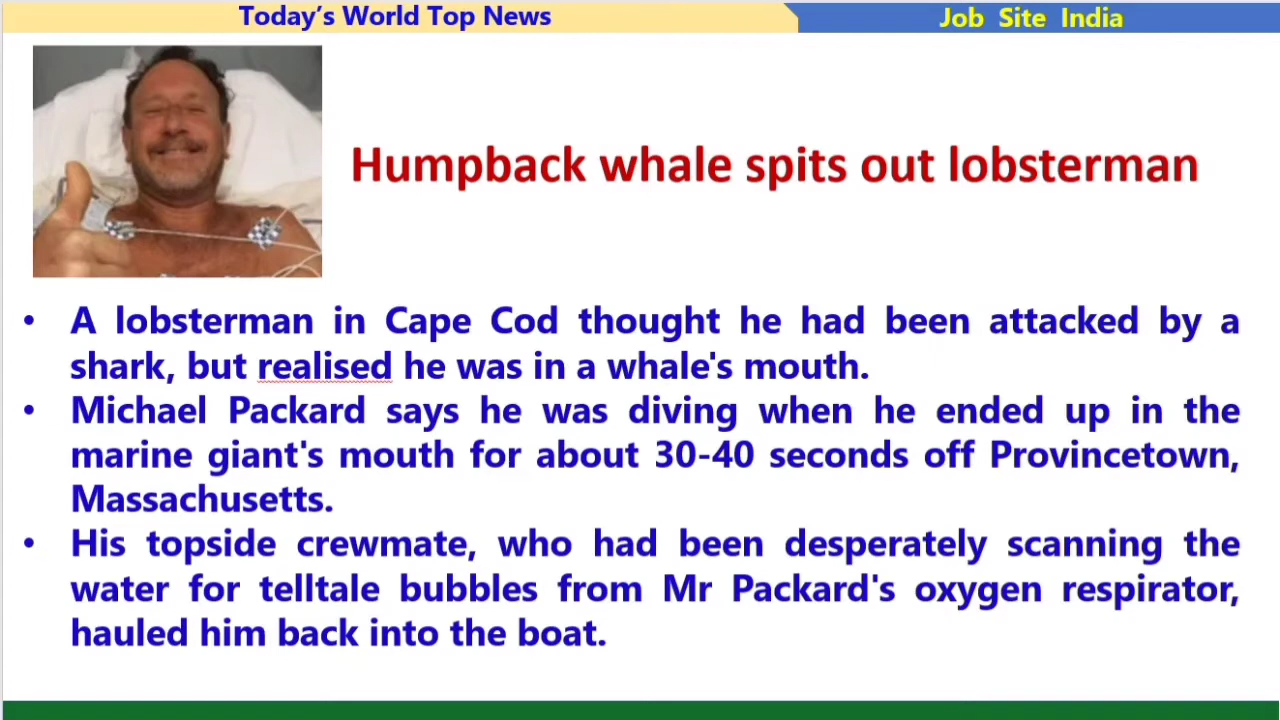 Today's World Top News
Job Site India
Humpback whale spits out lobsterman
• A lobsterman in Cape Cod thought he had been attacked by a
shark, but realised he was in a whale's mouth.
• Michael Packard says he was diving when he ended up in the
marine giant's mouth for about 30-40 seconds off Provincetown,
Massachusetts.
• His topside crewmate, who had been desperately scanning the
water for telltale bubbles from Mr Packard's oxygen respirator,
hauled him back into the boat.